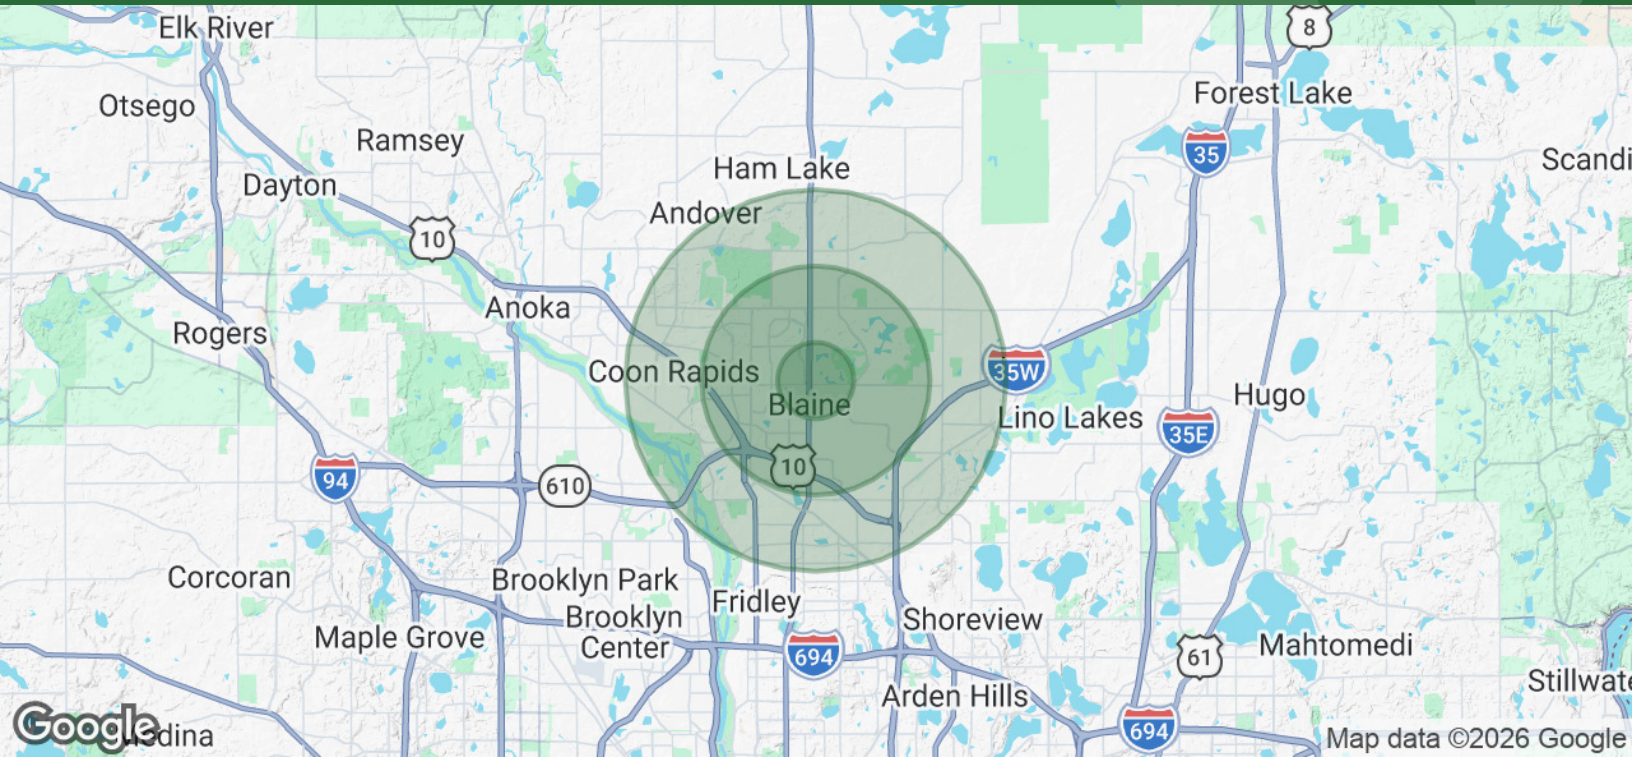 Elk River
8
Forest Lake
Otsego
Ramsey
35
Scandi
Ham Lake
Dayton
Andover
10
Anoka
Rogers
Coon Rapids
35W
Blaine
Hugo
Lino Lakes
35E
10
94
610
Corcoran
Brooklyn Park
Fridley
Brooklyn
Center
Shoreview
Maple Grove
694
61
Mahtomedi
Stillwate
Arden Hills
694
Google
edina
Map data ©2026 Google